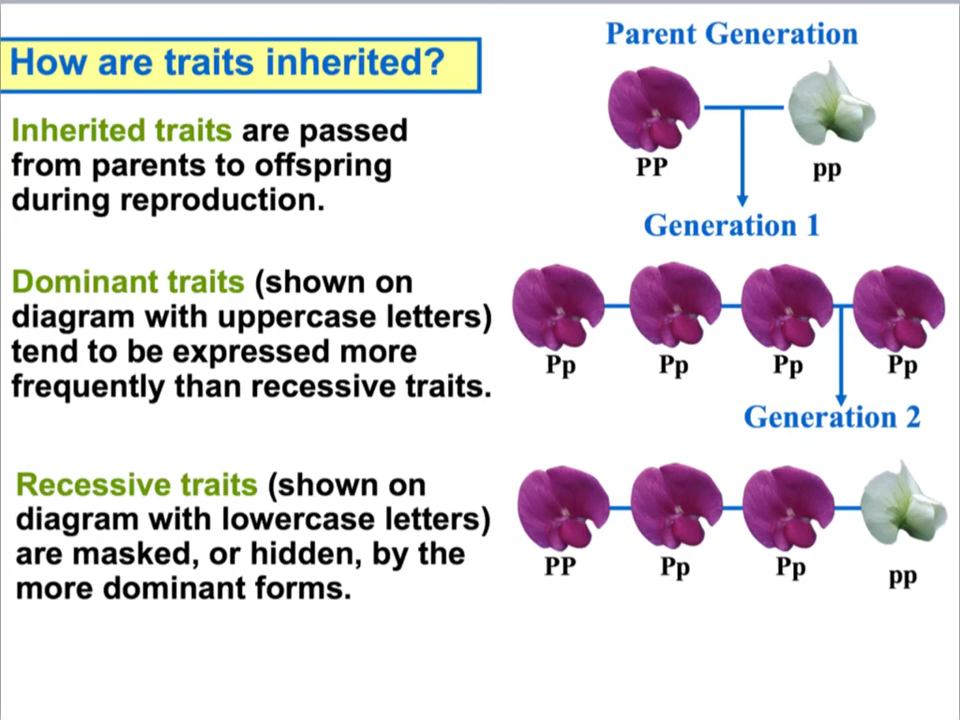 How are traits inherited?
Inherited traits are passed
from parents to offspring
during reproduction.
Dominant traits (shown on
diagram with uppercase letters)
tend to be expressed more
frequently than recessive traits.
Recessive traits (shown on
diagram with lowercase letters)
are masked, or hidden, by the
more dominant forms.
Parent Generation
PP pp
Generation 1
Pp Pp Pp Pp
Generation 2
PP Pp Pp pp